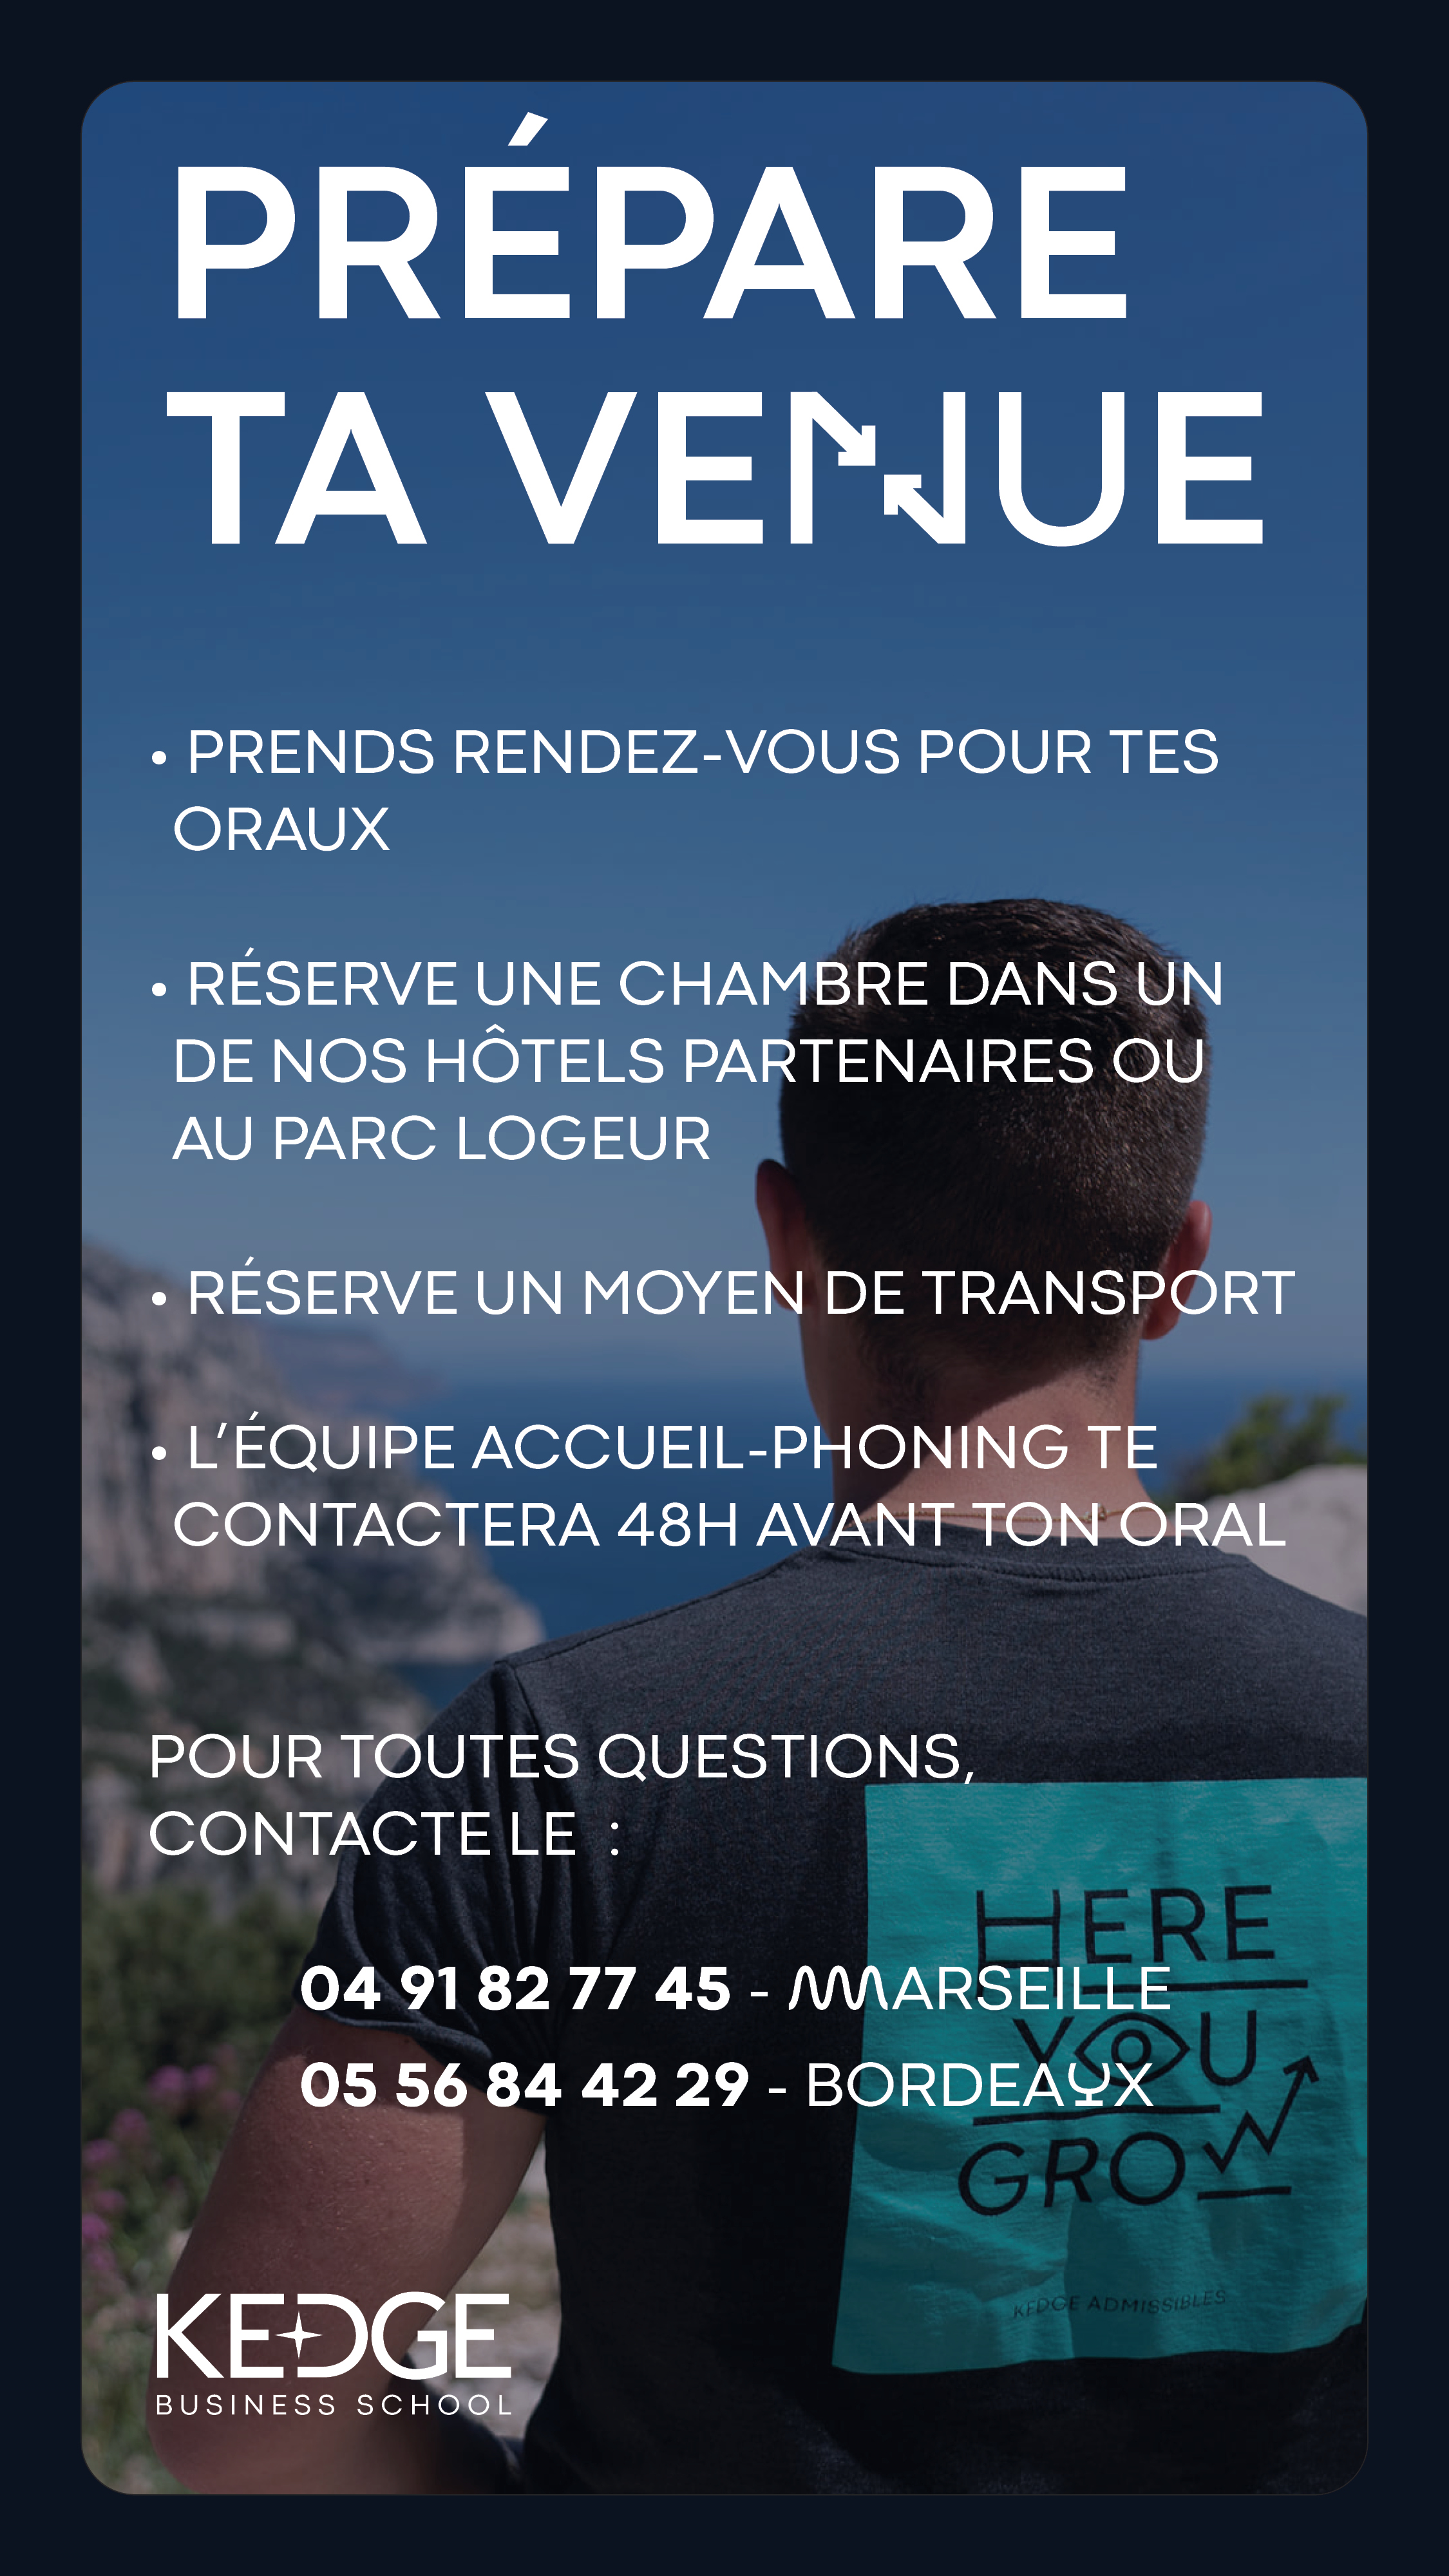 PRÉPARE
TA VENUE
• PRENDS RENDEZ-VOUS POUR TES
ORAUX
• RÉSERVE UNE CHAMBRE DANS UN
DE NOS HÔTELS PARTENAIRES OU
AU PARC LOGEUR
• RÉSERVE UN MOYEN DE TRANSPORT
• L’ÉQUIPE ACCUEIL-PHONING TE
CONTACTERA 48H AVANT TON ORAL
POUR TOUTES QUESTIONS,
CONTACTE LE :
04 91 82 77 45 - MARSEILLE
05 56 84 42 29 - BORDEAUX
HERE
YOU
GROW
KEDGE ADMISSIBLES
KEDGE
BUSINESS SCHOOL